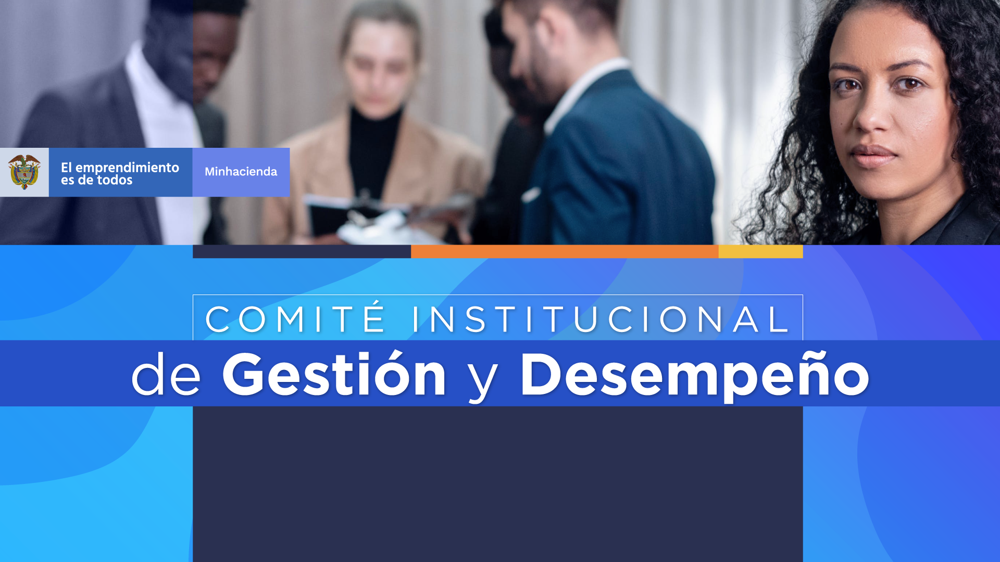 El emprendimiento
es de todos
Minhacienda
COMITÉ INSTITUCIONAL
de Gestión y Desempeño